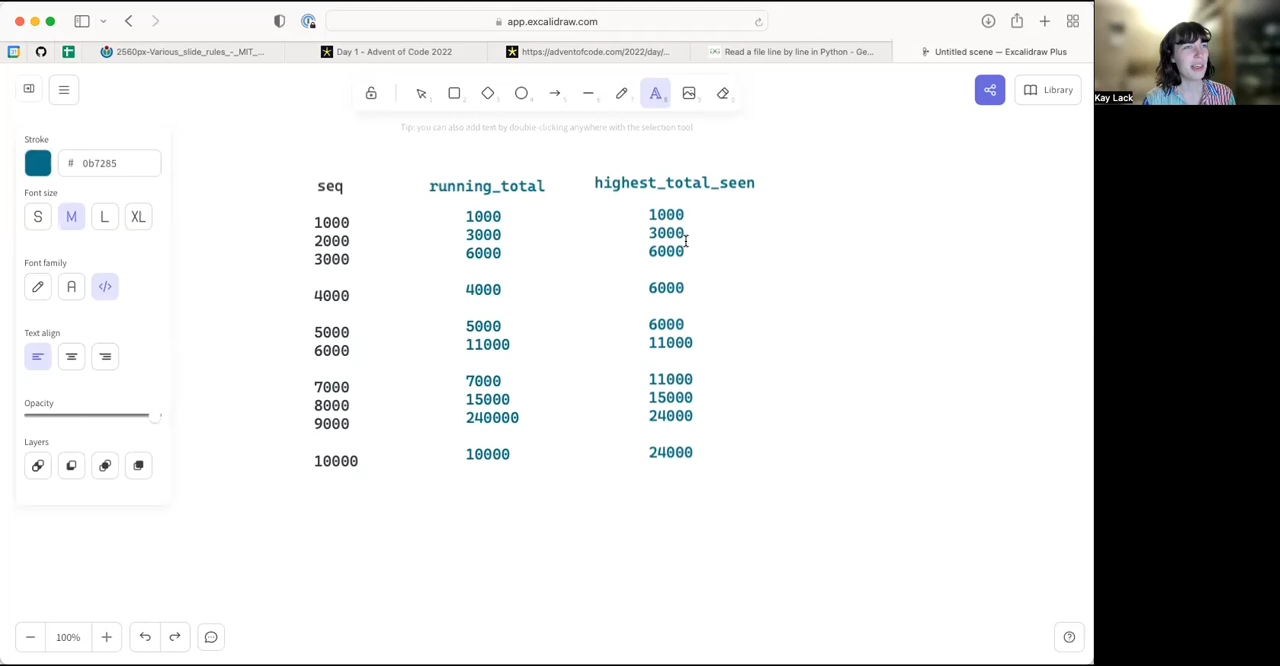 app.excalidraw.com
2560px-Various_slide_rules_-_MIT_...
Day 1 - Advent of Code 2022
https://adventofcode.com/2022/day/...
Read a file line by line in Python - Ge...
Untitled scene — Excalidraw Plus
Kay Lack
Library
Tip: you can also add text by double-clicking anywhere with the selection tool
Stroke
# 0b7285
Font size
S M L XL
Font family
A </>
Text align
Opacity
Layers
seq running_total highest_total_seen
1000 1000 1000
2000 3000 3000
3000 6000 6000
4000 4000 6000
5000 5000 6000
6000 11000 11000
7000 7000 11000
8000 15000 15000
9000 240000 24000
10000 10000 24000
100%